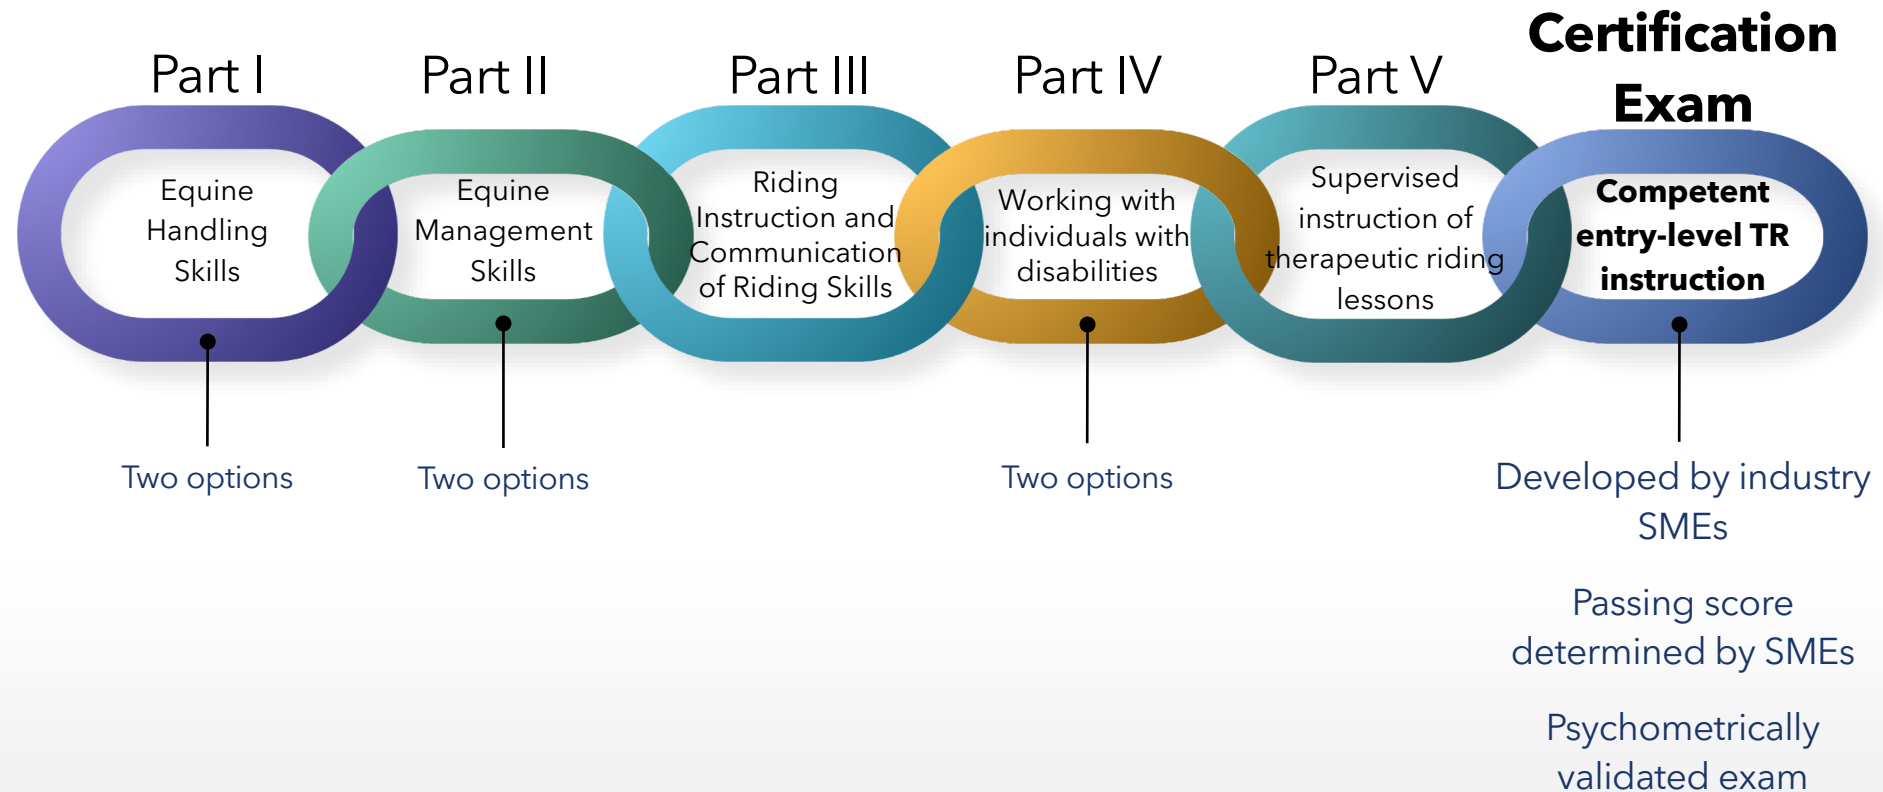 Part I
Equine
Handling
Skills
Two options
Part II
Equine
Management
Skills
Two options
Part III
Riding
Instruction and
Communication
of Riding Skills
Part IV
Working with
individuals with
disabilities
Two options
Part V
Supervised
instruction of
therapeutic riding
lessons
Certification
Exam
Competent
entry-level TR
instruction
Developed by industry
SMEs
Passing score
determined by SMEs
Psychometrically
validated exam